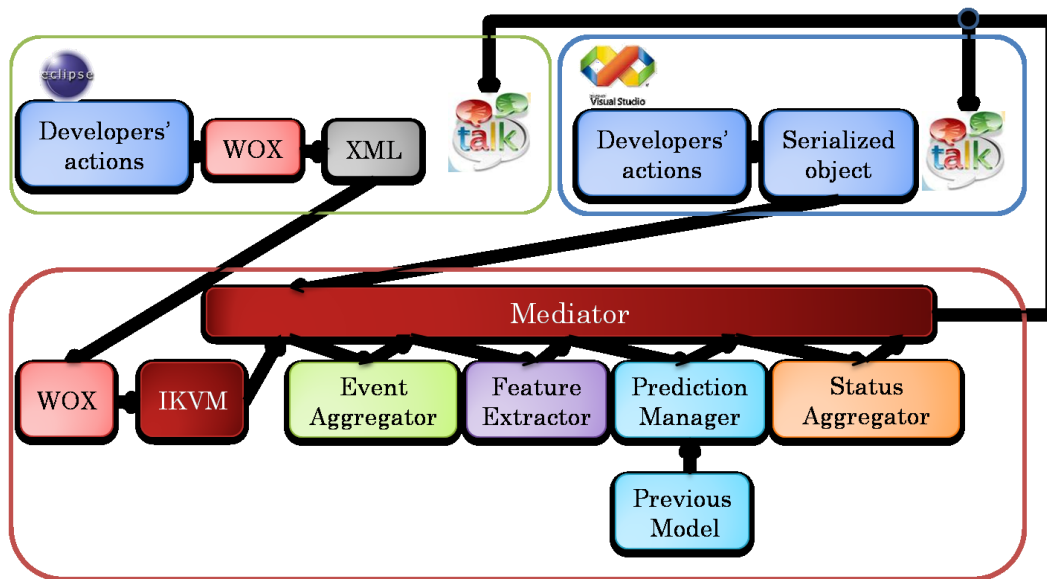 eclipse
Developers'
actions
WOX
XML
talk
Visual Studio
Developers'
actions
Serialized
object
talk
Mediator
WOX
IKVM
Event
Aggregator
Feature
Extractor
Prediction
Manager
Status
Aggregator
Previous
Model